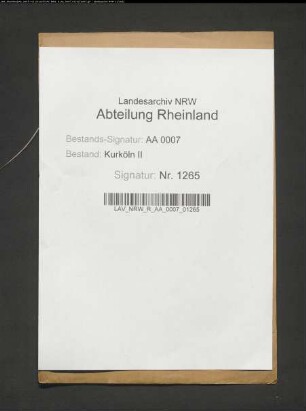 Landesarchiv NRW
Abteilung Rheinland
Bestands-Signatur: AA 0007
Bestand: Kurköln II
Signatur: Nr. 1265
LAV_NRW_R_AA_0007_01265